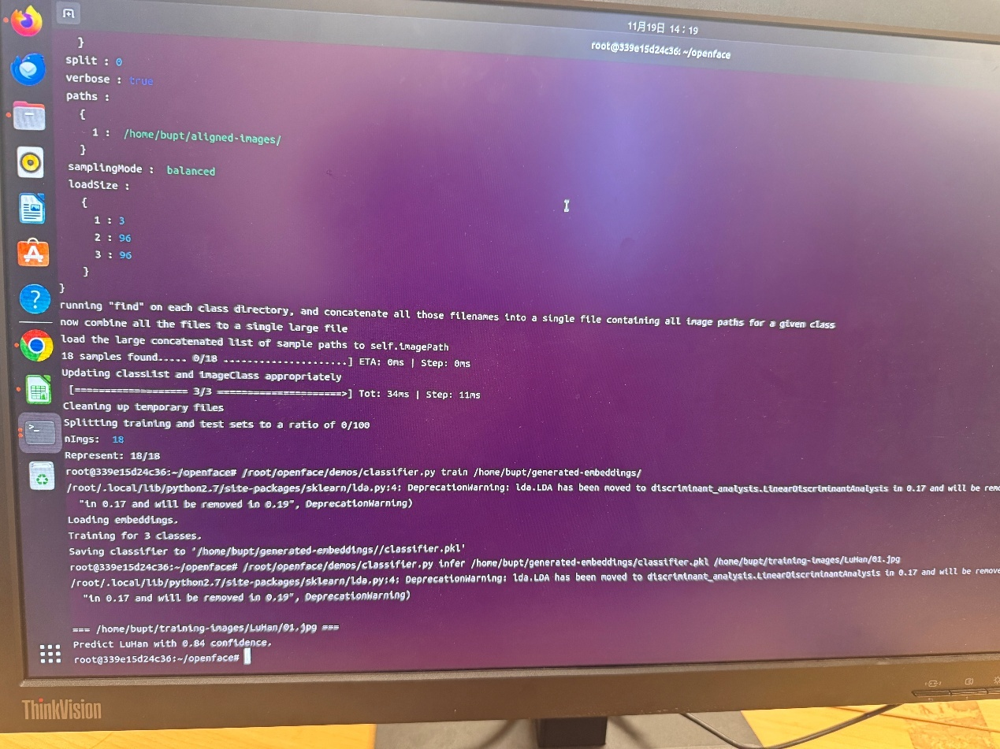 11月19日 14：19
root@339e15d24c36: ~/openface
}
split : 0
verbose : true
paths :
{
1 : /home/bupt/aligned-images/
}
samplingMode : balanced
loadSize :
{
1 : 3
2 : 96
3 : 96
}
}
running "find" on each class directory, and concatenate all those filenames into a single file containing all image paths for a given class
now combine all the files to a single large file
load the large concatenated list of sample paths to self.imagePath
18 samples found..... 0/18 .....................] ETA: 0ms | Step: 0ms
Updating classList and imageClass appropriately
[=================== 3/3 =====================>] Tot: 34ms | Step: 11ms
Cleaning up temporary files
Splitting training and test sets to a ratio of 0/100
nImgs: 18
Represent: 18/18
root@339e15d24c36:~/openface# /root/openface/demos/classifier.py train /home/bupt/generated-embeddings/
/root/.local/lib/python2.7/site-packages/sklearn/lda.py:4: DeprecationWarning: lda.LDA has been moved to discriminant_analysis.LinearDiscriminantAnalysis in 0.17 and will be remo
"in 0.17 and will be removed in 0.19", DeprecationWarning)
Loading embeddings.
Training for 3 classes.
Saving classifier to '/home/bupt/generated-embeddings//classifier.pkl'
root@339e15d24c36:~/openface# /root/openface/demos/classifier.py infer /home/bupt/generated-embeddings/classifier.pkl /home/bupt/training-images/LuHan/01.jpg
/root/.local/lib/python2.7/site-packages/sklearn/lda.py:4: DeprecationWarning: lda.LDA has been moved to discriminant_analysis.LinearDiscriminantAnalysis in 0.17 and will be remove
"in 0.17 and will be removed in 0.19", DeprecationWarning)
=== /home/bupt/training-images/LuHan/01.jpg ===
Predict LuHan with 0.84 confidence.
root@339e15d24c36:~/openface#
ThinkVision